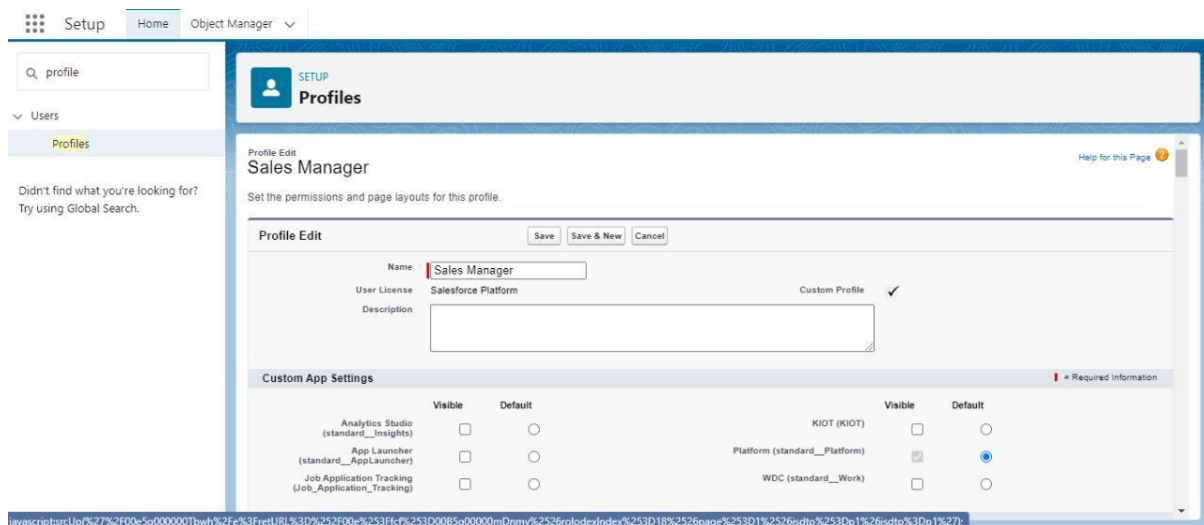 Setup Home Object Manager
profile
Users
Profiles
Didn't find what you're looking for?
Try using Global Search.
SETUP
Profiles
Profile Edit
Sales Manager
Help for this Page
Set the permissions and page layouts for this profile.
Profile Edit Save Save & New Cancel
Name Sales Manager
User License Salesforce Platform Custom Profile
Description
Custom App Settings = Required Information
Visible Default Visible Default
Analytics Studio
(standard__Insights)
KIOT (KIOT)
App Launcher
(standard__AppLauncher)
Platform (standard__Platform)
Job Application Tracking
(Job_Application_Tracking)
WDC (standard__Work)